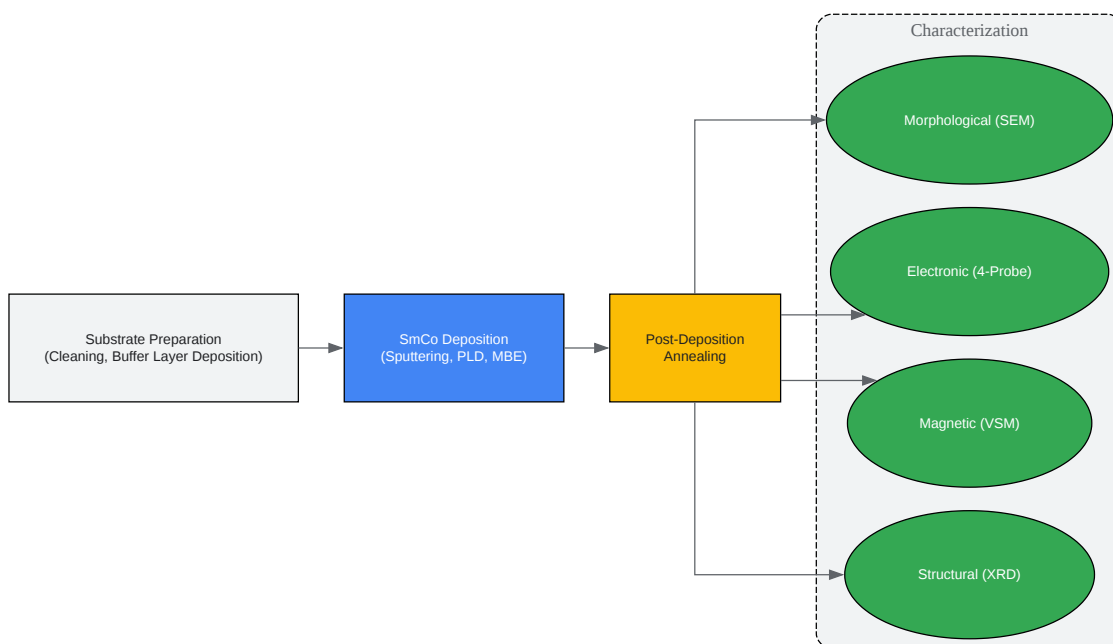 Characterization
Morphological (SEM)
Electronic (4-Probe)
Substrate Preparation
(Cleaning, Buffer Layer Deposition)
SmCo Deposition
(Sputtering, PLD, MBE)
Post-Deposition
Annealing
Magnetic (VSM)
Structural (XRD)